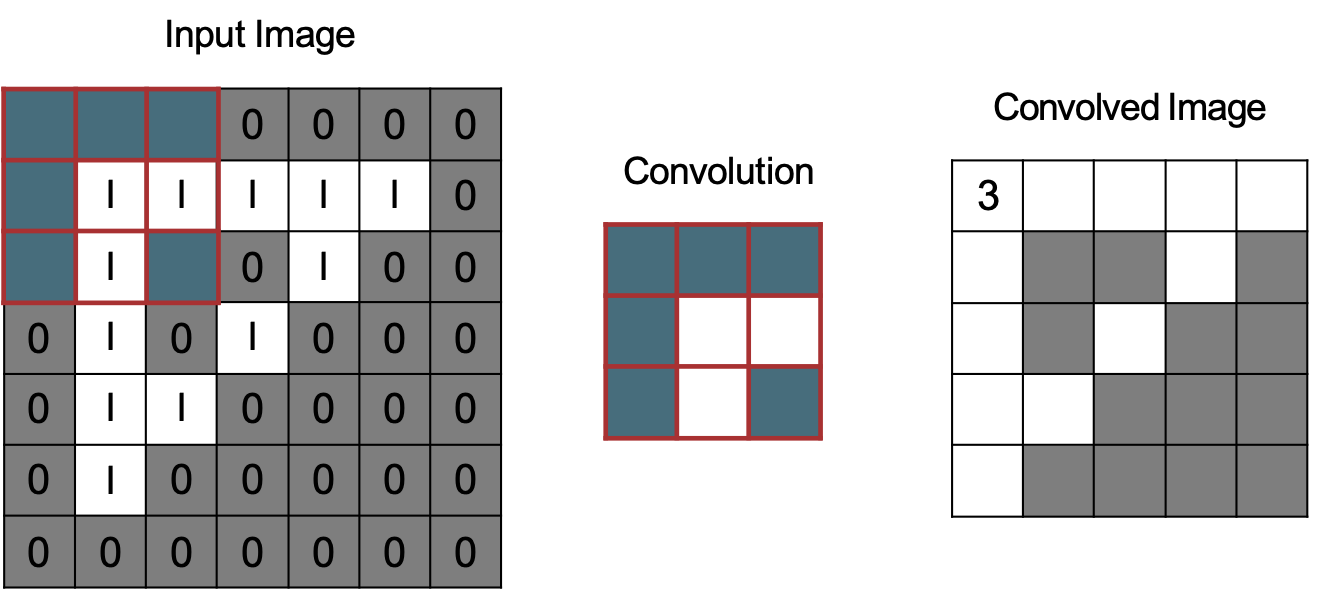 Input Image
Convolved Image
Convolution
0 0 0 0
I I I I I 0
I 0 I 0 0
0 I 0 I 0 0 0
0 I I 0 0 0 0
0 I 0 0 0 0 0
0 0 0 0 0 0 0
3